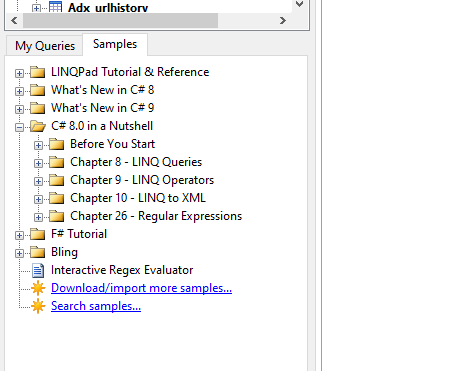 Adx_urlhistory
My Queries Samples
LINQPad Tutorial & Reference
What's New in C# 8
What's New in C# 9
C# 8.0 in a Nutshell
Before You Start
Chapter 8 - LINQ Queries
Chapter 9 - LINQ Operators
Chapter 10 - LINQ to XML
Chapter 26 - Regular Expressions
F# Tutorial
Bling
Interactive Regex Evaluator
Download/import more samples...
Search samples...